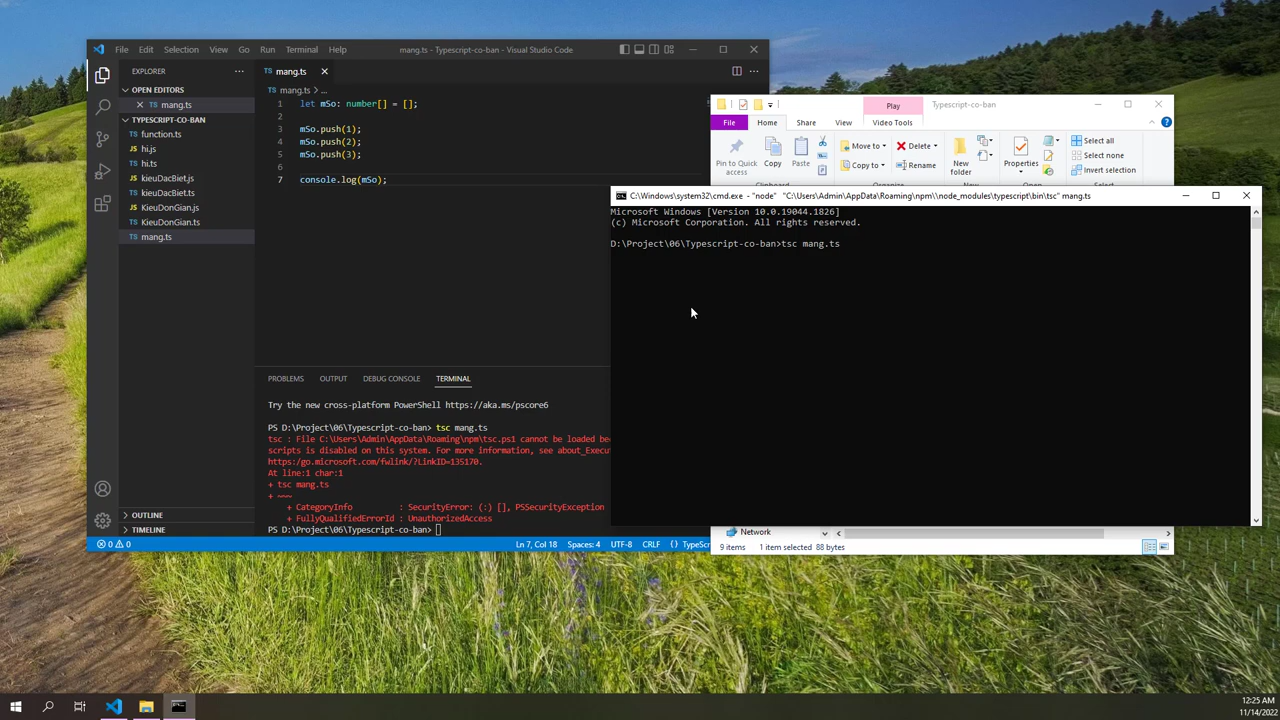 File Edit Selection View Go Run Terminal Help
mang.ts - Typescript-co-ban - Visual Studio Code
EXPLORER
OPEN EDITORS
mang.ts
TYPESCRIPT-CO-BAN
function.ts
JS hi.js
TS hi.ts
JS kieuDacBiet.js
TS kieuDacBiet.ts
JS KieuDonGian.js
TS KieuDonGian.ts
TS mang.ts
OUTLINE
TIMELINE
TS mang.ts
TS mang.ts > ...
1 let mSo: number[] = [];
2
3 mSo.push(1);
4 mSo.push(2);
5 mSo.push(3);
6
7 console.log(mSo);
PROBLEMS OUTPUT DEBUG CONSOLE TERMINAL
Try the new cross-platform PowerShell https://aka.ms/pscore6
PS D:\Project\06\Typescript-co-ban> tsc mang.ts
tsc : File C:\Users\Admin\AppData\Roaming\npm\tsc.ps1 cannot be loaded bec
scripts is disabled on this system. For more information, see about_Execu
https:/go.microsoft.com/fwlink/?LinkID=135170.
At line:1 char:1
+ tsc mang.ts
+ ~~~
+ CategoryInfo : SecurityError: (:) [], PSSecurityException
+ FullyQualifiedErrorId : UnauthorizedAccess
PS D:\Project\06\Typescript-co-ban>
0 0
Ln 7, Col 18 Spaces: 4 UTF-8 CRLF {} TypeScr
Play Typescript-co-ban
File Home Share View Video Tools
Pin to Quick access
Copy
Paste
Move to
Copy to
Delete
Rename
New folder
Properties
Select all
Select none
Invert selection
C:\Windows\system32\cmd.exe - "node" "C:\Users\Admin\AppData\Roaming\npm\\node_modules\typescript\bin\tsc" mang.ts
Microsoft Windows [Version 10.0.19044.1826]
(c) Microsoft Corporation. All rights reserved.
D:\Project\06\Typescript-co-ban>tsc mang.ts
Network
9 items 1 item selected 88 bytes
12:25 AM
11/14/2022